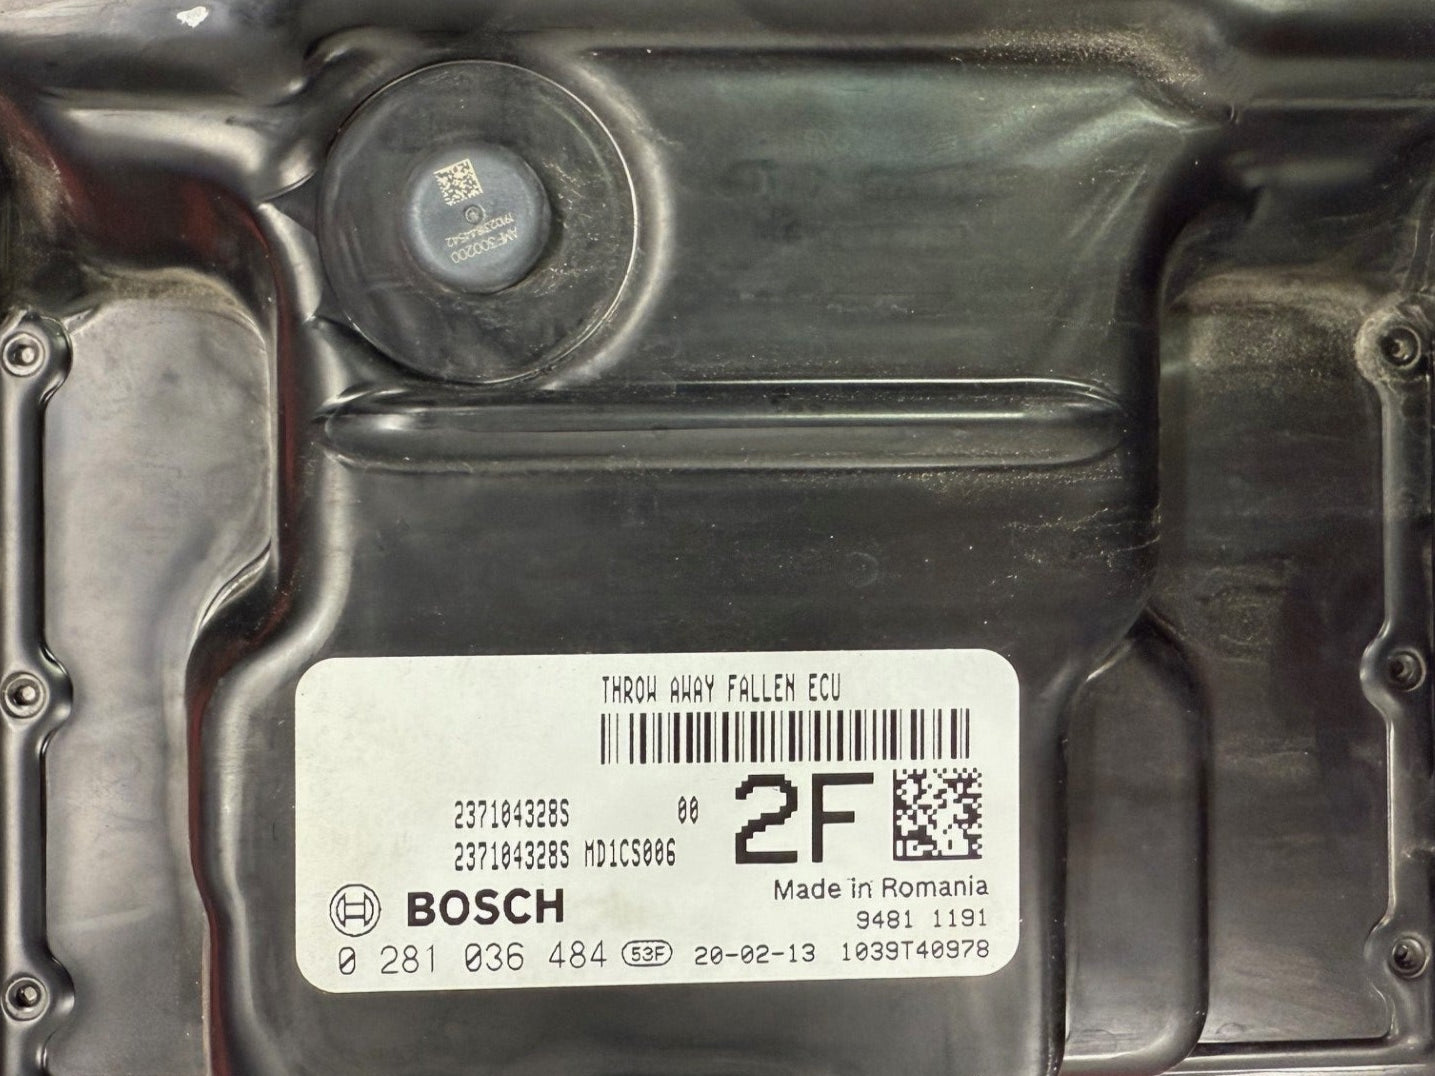 AMF300200
THROW AWAY FALLEN ECU
237104328S 00
2F
237104328S MD1CS006
Made in Romania
BOSCH
9481 1191
0 281 036 484 53F 20-02-13 1039T40978